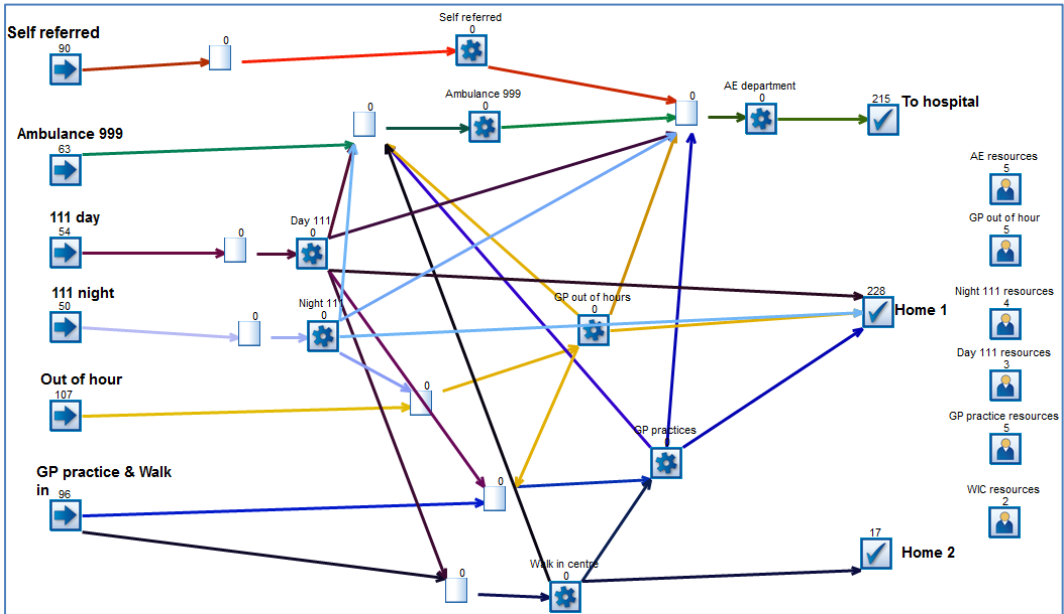 Self referred
90
0
Self referred
0
Ambulance 999
63
0
Ambulance 999
0
0
AE department
0
215
To hospital
111 day
54
0
Day 111
0
111 night
50
0
Night 111
0
Out of hour
107
0
GP out of hours
0
228
Home 1
GP practice & Walk
in
96
0
GP practices
0
0
Walk in centre
0
17
Home 2
AE resources
5
GP out of hour
5
Night 111 resources
4
Day 111 resources
3
GP practice resources
5
WIC resources
2